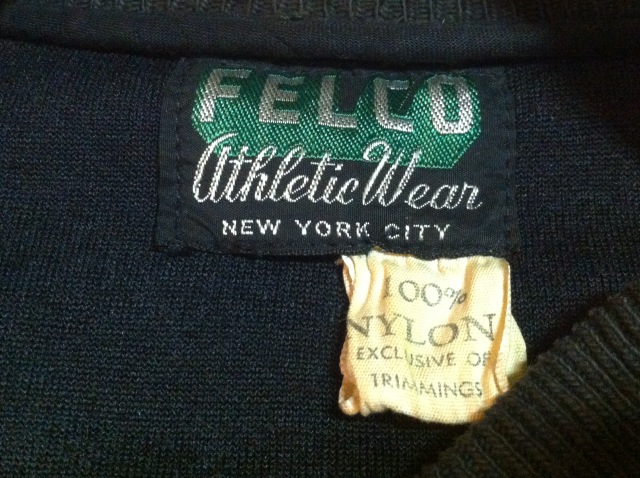 FELCO
Athletic Wear
NEW YORK CITY
100%
NYLON
EXCLUSIVE OF
TRIMMINGS